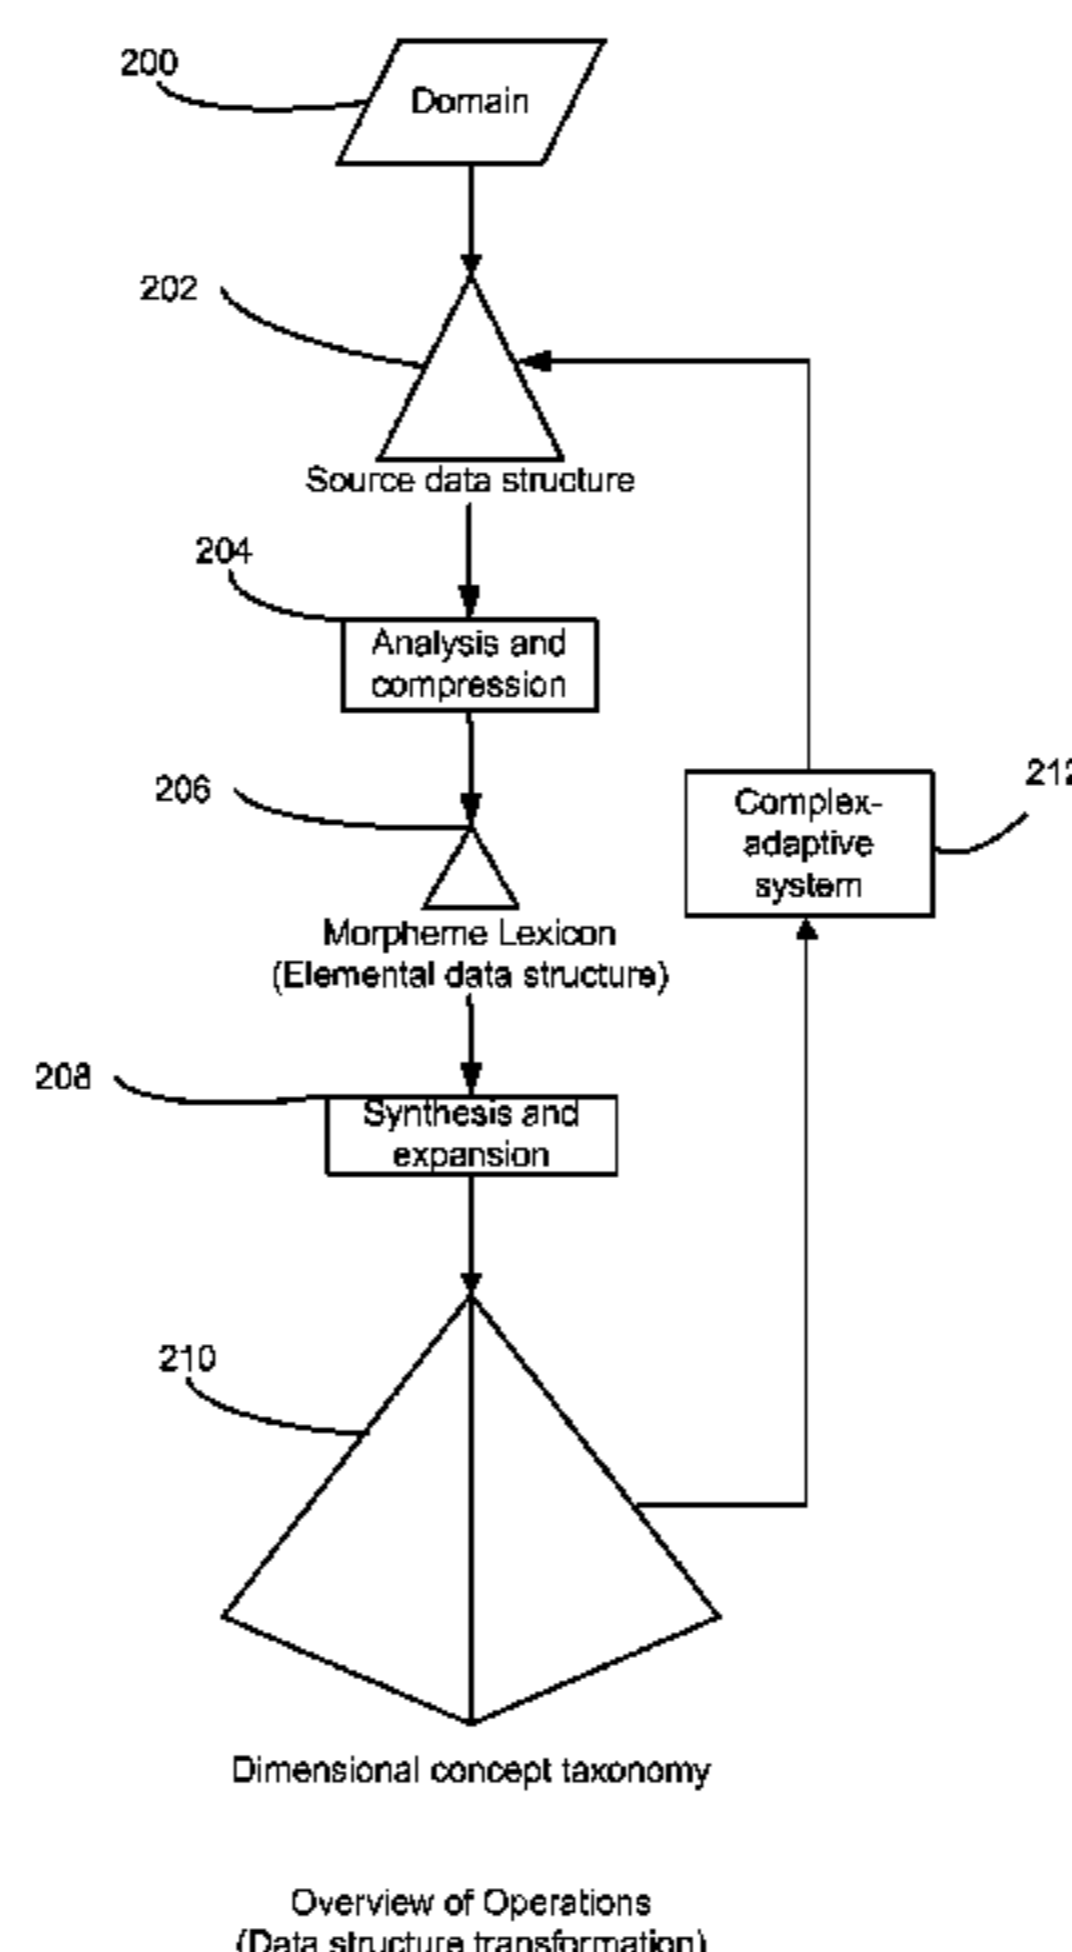 200
Domain
202
Source data structure
204
Analysis and
compression
206
212
Complex-
adaptive
system
Morpheme Lexicon
(Elemental data structure)
208
Synthesis and
expansion
210
Dimensional concept taxonomy
Overview of Operations
(Data structure transformation)